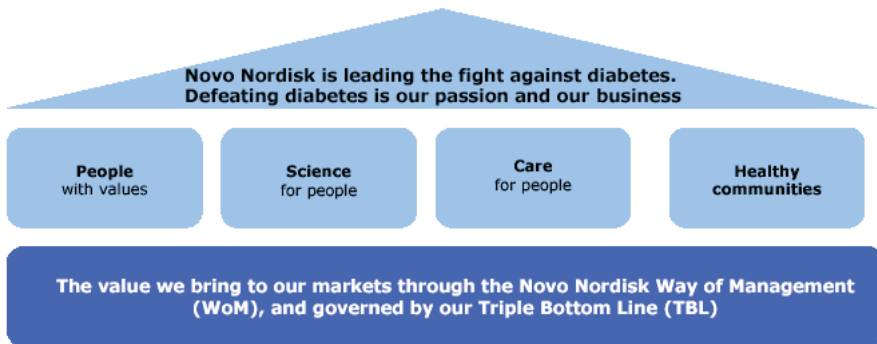 Novo Nordisk is leading the fight against diabetes.
Defeating diabetes is our passion and our business
People
with values
Science
for people
Care
for people
Healthy
communities
The value we bring to our markets through the Novo Nordisk Way of Management
(WoM), and governed by our Triple Bottom Line (TBL)